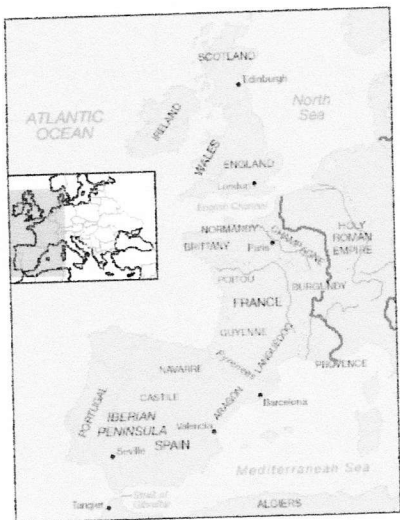 SCOTLAND
Edinburgh
North
Sea
ATLANTIC
OCEAN
IRELAND
WALES
ENGLAND
London
English Channel
NORMANDY
CHAMPAGNE
HOLY
ROMAN
EMPIRE
BRITTANY
Paris
POITOU
BURGUNDY
FRANCE
GUYENNE
LANGUEDOC
Pyrenees
PROVENCE
NAVARRE
CASTILE
ARAGON
Barcelona
PORTUGAL
IBERIAN
PENINSULA
Valencia
SPAIN
Seville
Mediterranean Sea
Strait of
Gibraltar
Tangier
ALGIERS